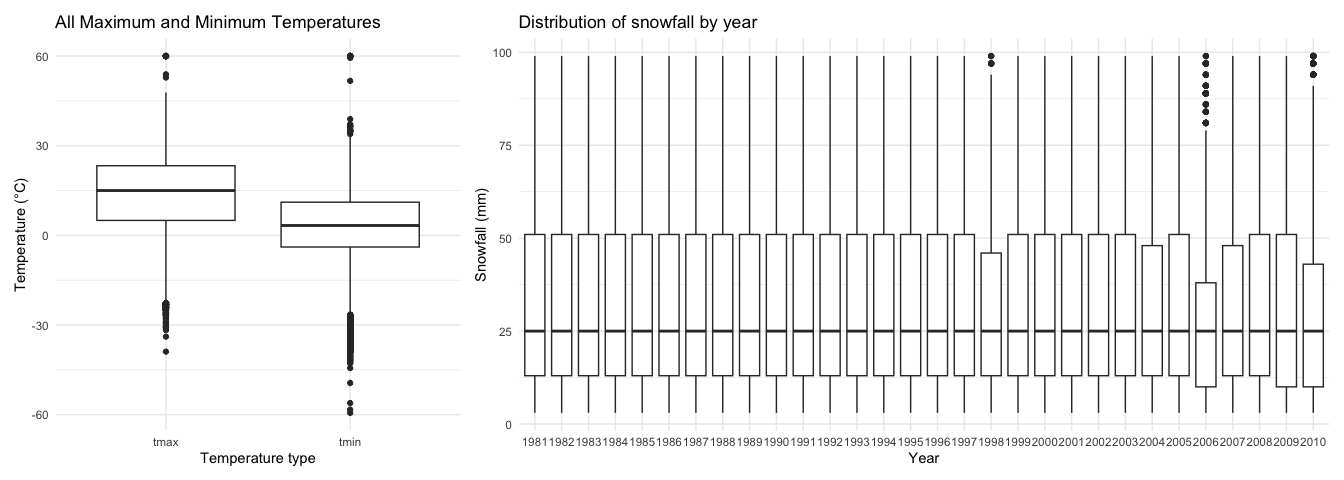 All Maximum and Minimum Temperatures
60
30
0
-30
-60
Temperature (°C)
tmax tmin
Temperature type
Distribution of snowfall by year
100
75
50
25
0
Snowfall (mm)
1981 1982 1983 1984 1985 1986 1987 1988 1989 1990 1991 1992 1993 1994 1995 1996 1997 1998 1999 2000 2001 2002 2003 2004 2005 2006 2007 2008 2009 2010
Year